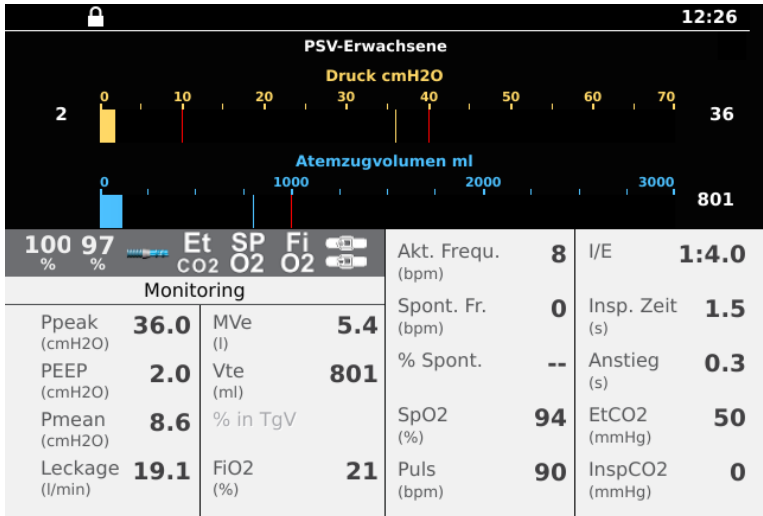 12:26
PSV-Erwachsene
Druck cmH2O
0 10 20 30 40 50 60 70
2 36
Atemzugvolumen ml
0 1000 2000 3000
801
100 % 97 % Et CO2 SP O2 Fi O2
Monitoring
Ppeak (cmH2O) 36.0
PEEP (cmH2O) 2.0
Pmean (cmH2O) 8.6
Leckage (l/min) 19.1
MVe (l) 5.4
Vte (ml) 801
% in TgV
FiO2 (%) 21
Akt. Frequ. (bpm) 8
Spont. Fr. (bpm) 0
% Spont. --
SpO2 (%) 94
Puls (bpm) 90
I/E 1:4.0
Insp. Zeit (s) 1.5
Anstieg (s) 0.3
EtCO2 (mmHg) 50
InspCO2 (mmHg) 0